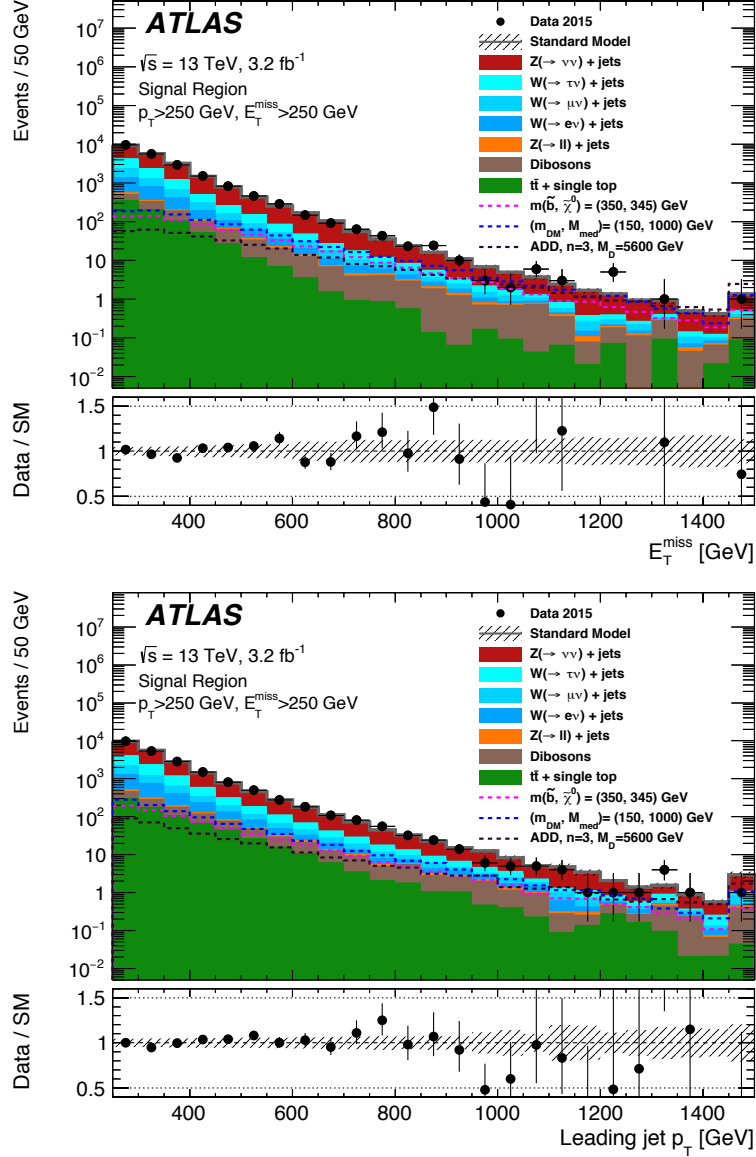 Events / 50 GeV
ATLAS
√s = 13 TeV, 3.2 fb⁻¹
Signal Region
p_T>250 GeV, E_T^miss>250 GeV
Data 2015
Standard Model
Z(→ νν) + jets
W(→ τν) + jets
W(→ μν) + jets
W(→ eν) + jets
Z(→ ll) + jets
Dibosons
tt̄ + single top
m(b̃, χ̃⁰) = (350, 345) GeV
(m_DM, M_med)= (150, 1000) GeV
ADD, n=3, M_D=5600 GeV
10⁷
10⁶
10⁵
10⁴
10³
10²
10
1
10⁻¹
10⁻²
Data / SM
1.5
1
0.5
400 600 800 1000 1200 1400
E_T^miss [GeV]
Events / 50 GeV
ATLAS
√s = 13 TeV, 3.2 fb⁻¹
Signal Region
p_T>250 GeV, E_T^miss>250 GeV
Data 2015
Standard Model
Z(→ νν) + jets
W(→ τν) + jets
W(→ μν) + jets
W(→ eν) + jets
Z(→ ll) + jets
Dibosons
tt̄ + single top
m(b̃, χ̃⁰) = (350, 345) GeV
(m_DM, M_med)= (150, 1000) GeV
ADD, n=3, M_D=5600 GeV
10⁷
10⁶
10⁵
10⁴
10³
10²
10
1
10⁻¹
10⁻²
Data / SM
1.5
1
0.5
400 600 800 1000 1200 1400
Leading jet p_T [GeV]